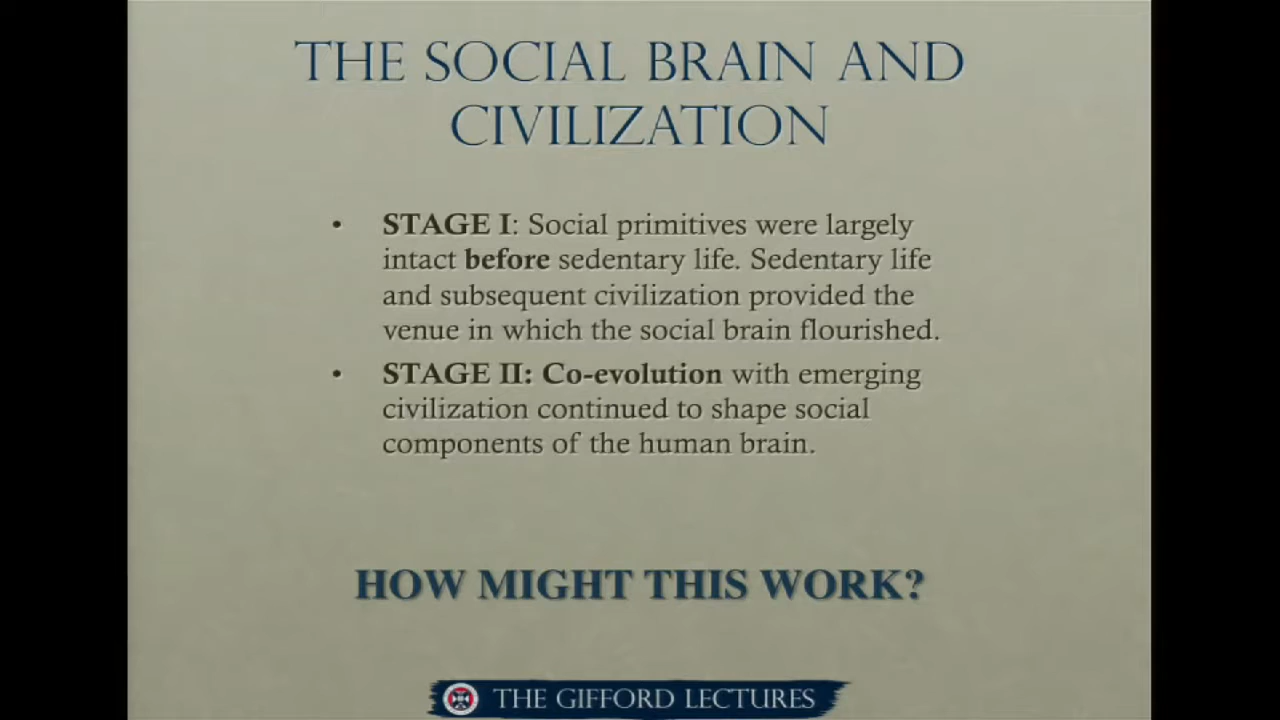 THE SOCIAL BRAIN AND
CIVILIZATION
• STAGE I: Social primitives were largely
intact before sedentary life. Sedentary life
and subsequent civilization provided the
venue in which the social brain flourished.
• STAGE II: Co-evolution with emerging
civilization continued to shape social
components of the human brain.
HOW MIGHT THIS WORK?
THE GIFFORD LECTURES